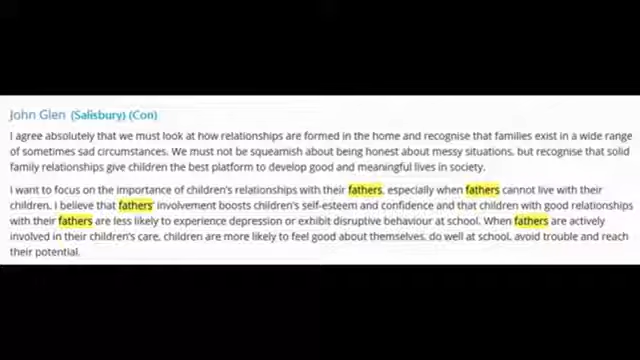 John Glen (Salisbury) (Con)
I agree absolutely that we must look at how relationships are formed in the home and recognise that families exist in a wide range
of sometimes sad circumstances. We must not be squeamish about being honest about messy situations, but recognise that solid
family relationships give children the best platform to develop good and meaningful lives in society.
I want to focus on the importance of children's relationships with their fathers, especially when fathers cannot live with their
children. I believe that fathers' involvement boosts children's self-esteem and confidence and that children with good relationships
with their fathers are less likely to experience depression or exhibit disruptive behaviour at school. When fathers are actively
involved in their children's care, children are more likely to feel good about themselves, do well at school, avoid trouble and reach
their potential.